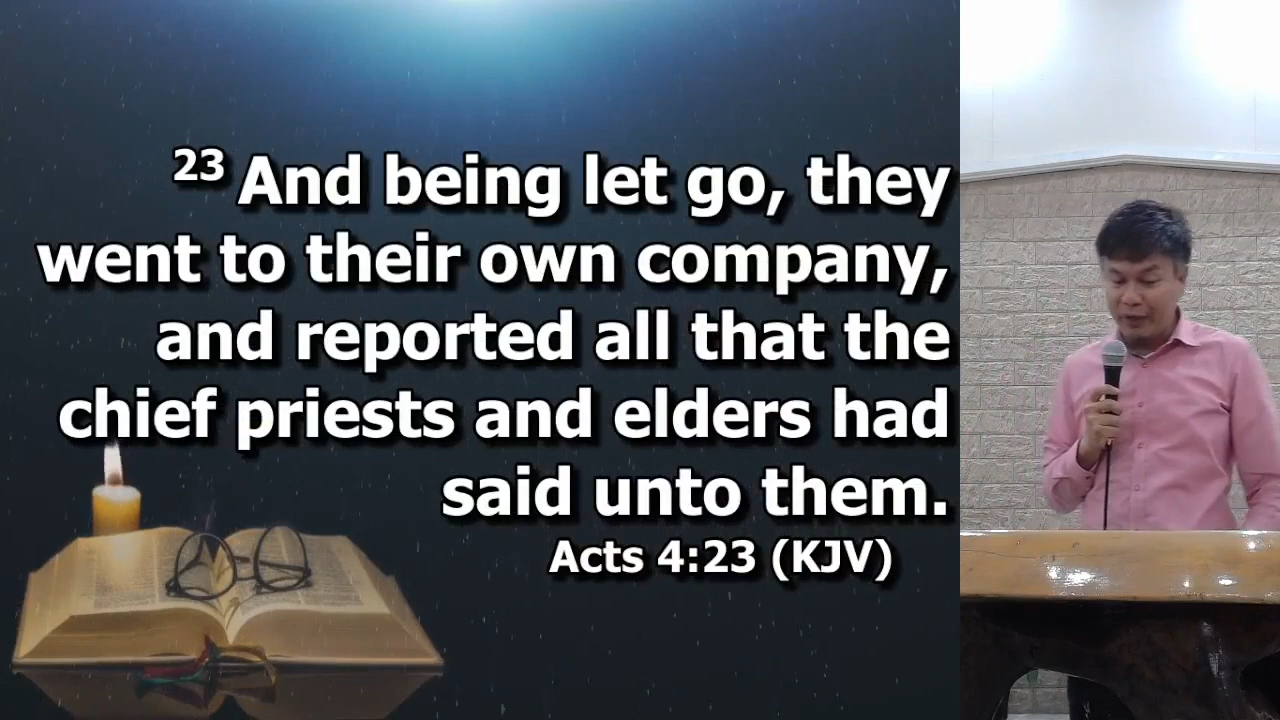 23 And being let go, they
went to their own company,
and reported all that the
chief priests and elders had
said unto them.
Acts 4:23 (KJV)